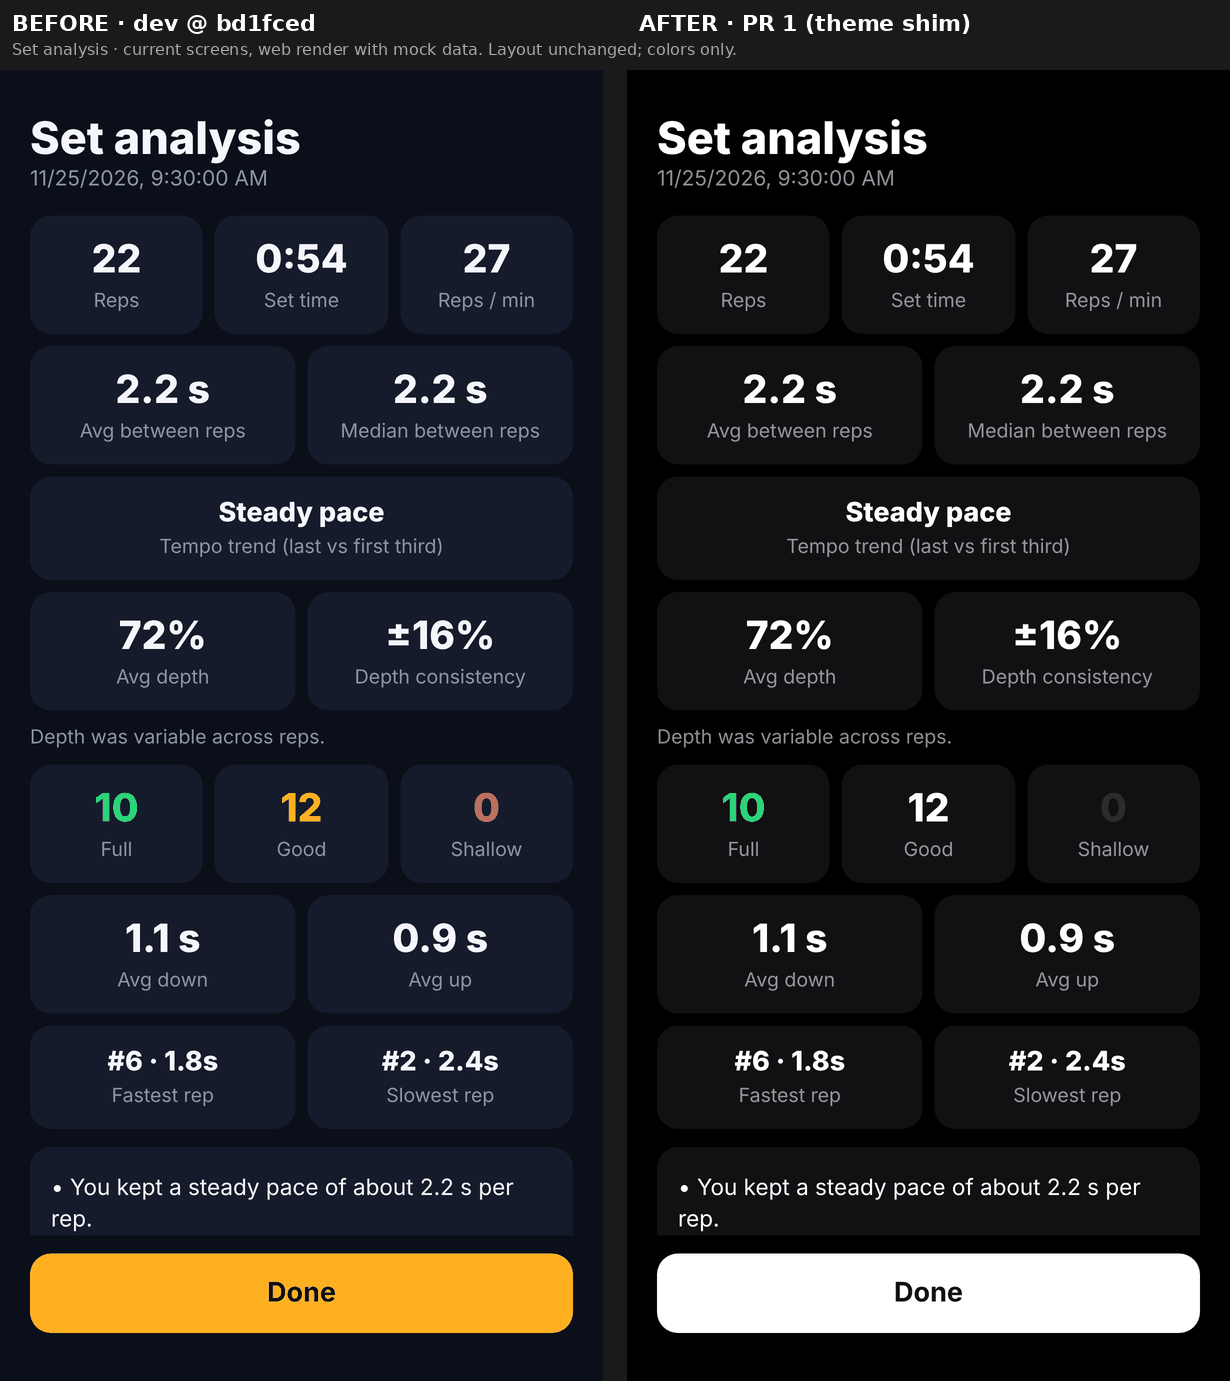 BEFORE · dev @ bd1fced
AFTER · PR 1 (theme shim)
Set analysis · current screens, web render with mock data. Layout unchanged; colors only.
Set analysis
11/25/2026, 9:30:00 AM
22
Reps
0:54
Set time
27
Reps / min
2.2 s
Avg between reps
2.2 s
Median between reps
Steady pace
Tempo trend (last vs first third)
72%
Avg depth
±16%
Depth consistency
Depth was variable across reps.
10
Full
12
Good
0
Shallow
1.1 s
Avg down
0.9 s
Avg up
#6 · 1.8s
Fastest rep
#2 · 2.4s
Slowest rep
• You kept a steady pace of about 2.2 s per
rep.
Done
Set analysis
11/25/2026, 9:30:00 AM
22
Reps
0:54
Set time
27
Reps / min
2.2 s
Avg between reps
2.2 s
Median between reps
Steady pace
Tempo trend (last vs first third)
72%
Avg depth
±16%
Depth consistency
Depth was variable across reps.
10
Full
12
Good
0
Shallow
1.1 s
Avg down
0.9 s
Avg up
#6 · 1.8s
Fastest rep
#2 · 2.4s
Slowest rep
• You kept a steady pace of about 2.2 s per
rep.
Done